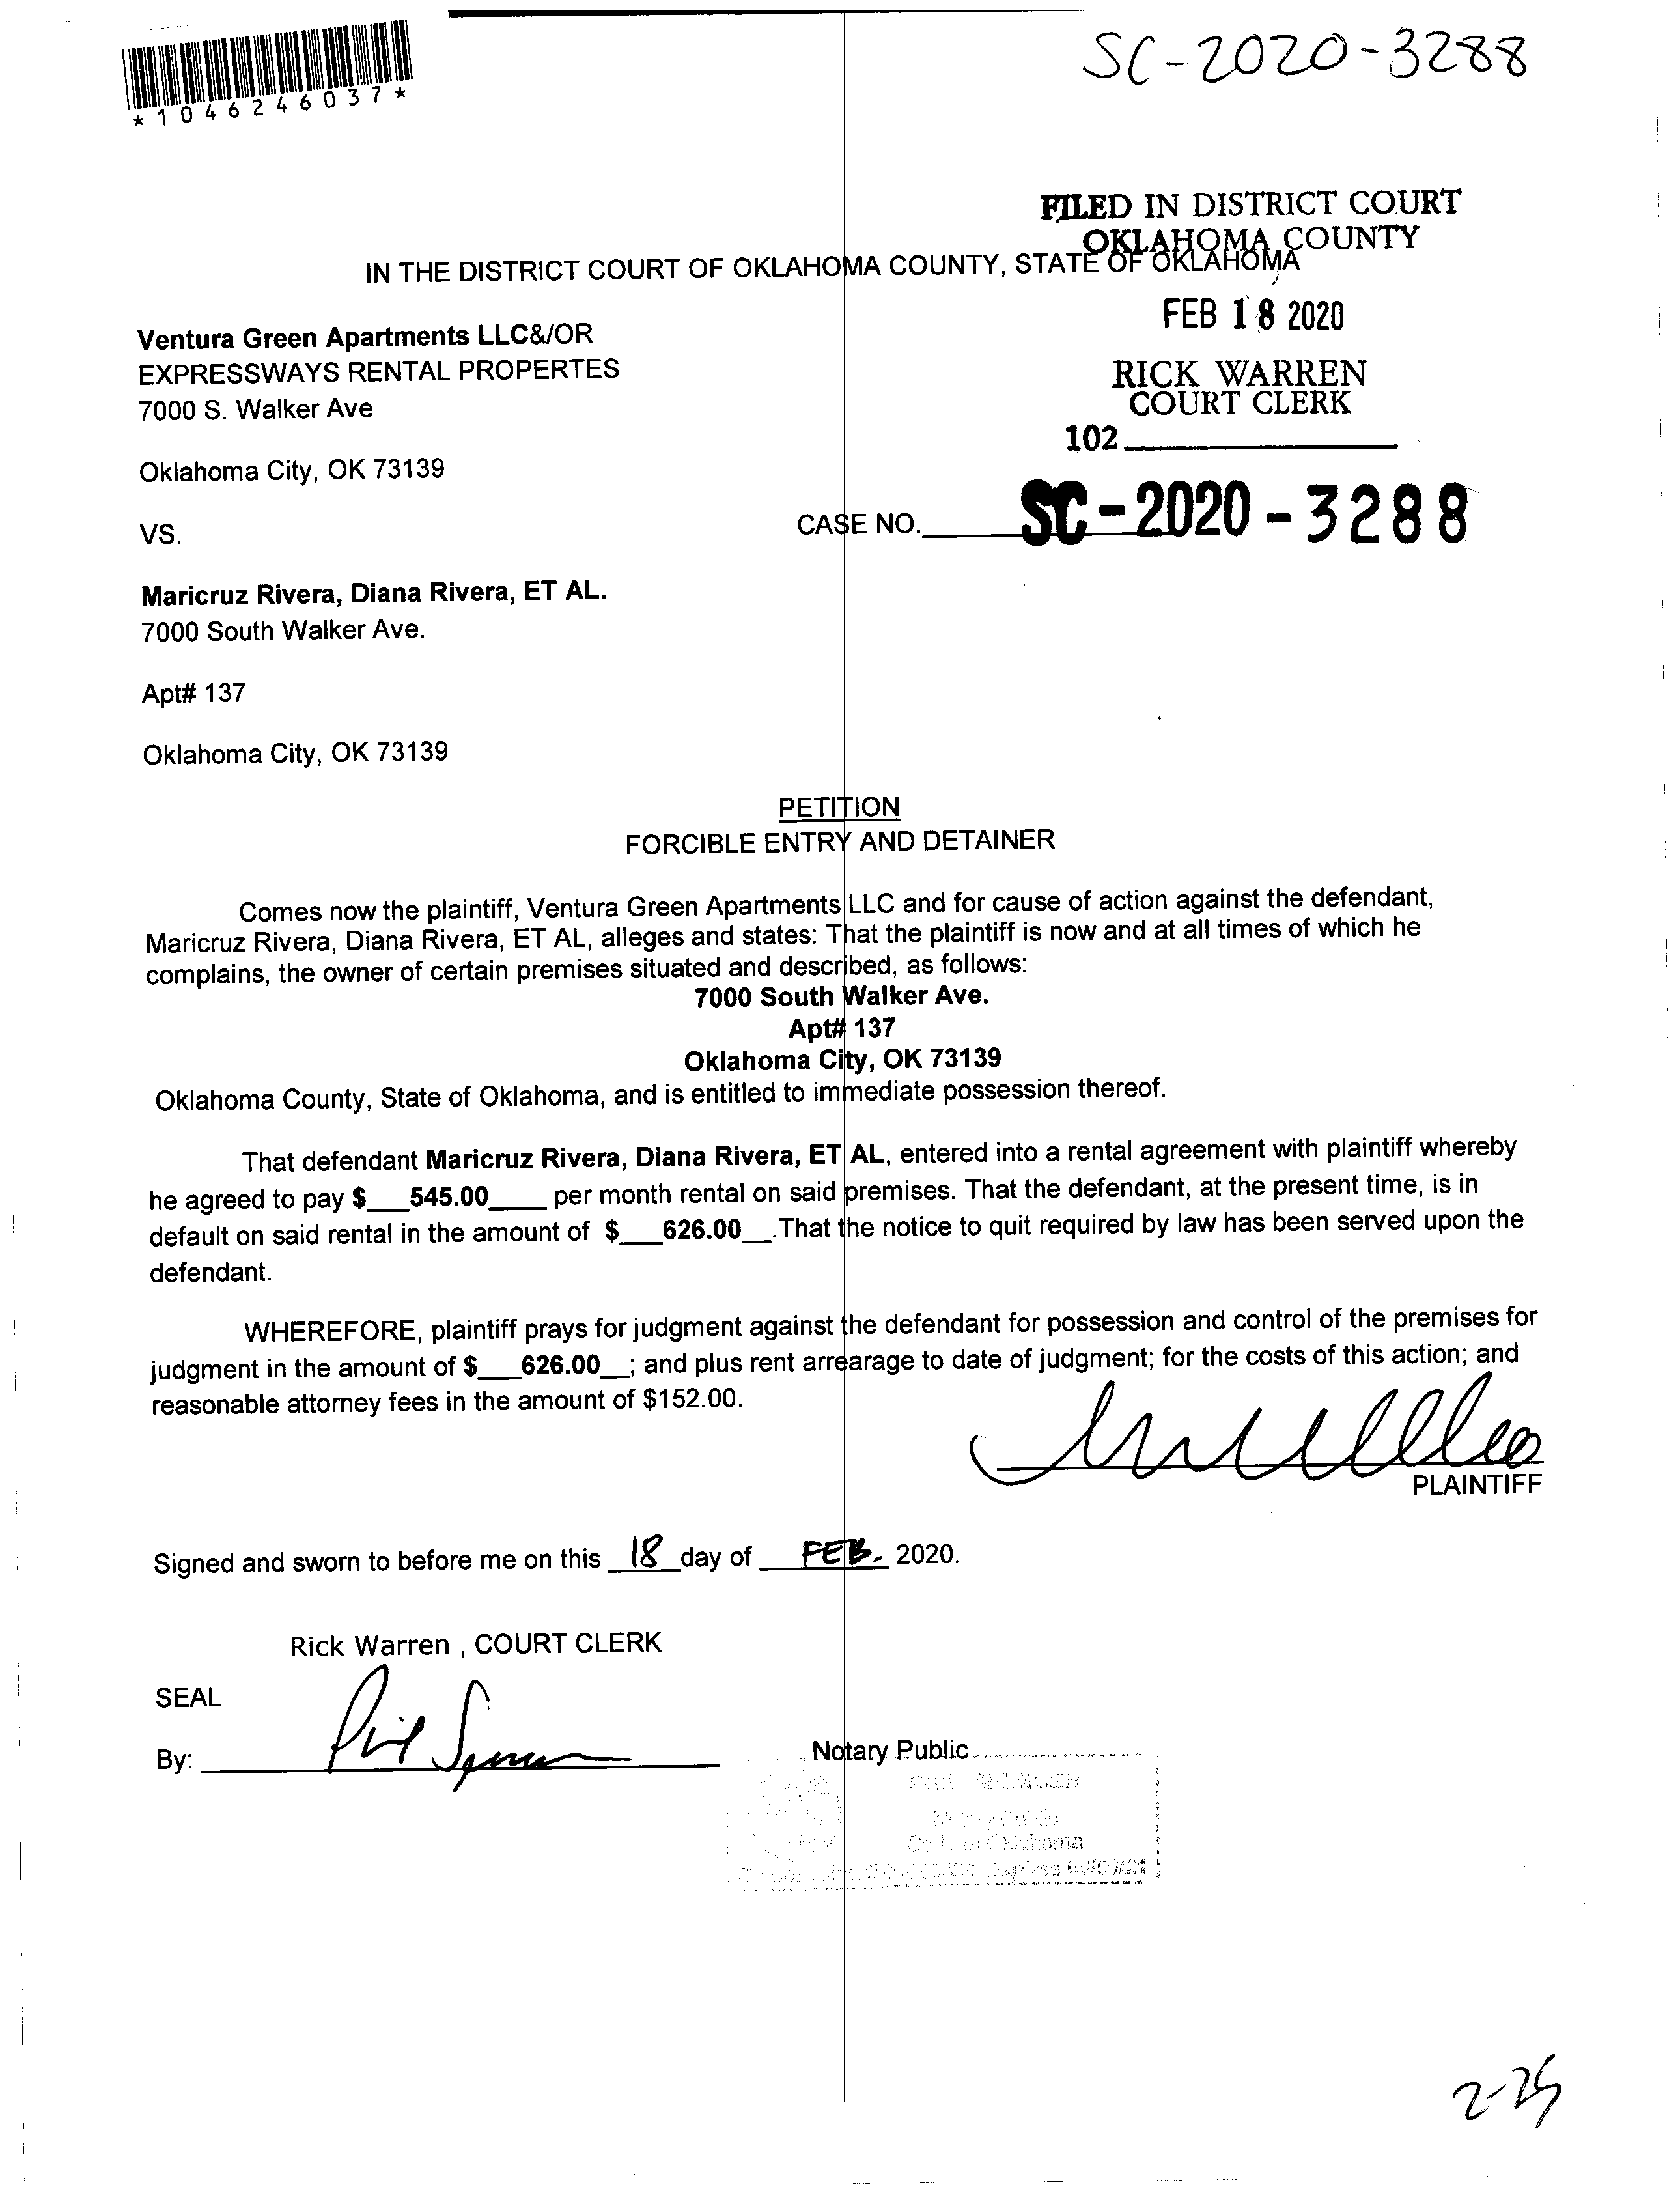 SC-2020-3288
*1046246037*
FILED IN DISTRICT COURT
OKLAHOMA COUNTY
IN THE DISTRICT COURT OF OKLAHOMA COUNTY, STATE OF OKLAHOMA
FEB 18 2020
RICK WARREN
COURT CLERK
102
Ventura Green Apartments LLC&/OR
EXPRESSWAYS RENTAL PROPERTES
7000 S. Walker Ave
Oklahoma City, OK 73139
VS.
CASE NO. SC-2020-3288
Maricruz Rivera, Diana Rivera, ET AL.
7000 South Walker Ave.
Apt# 137
Oklahoma City, OK 73139
PETITION
FORCIBLE ENTRY AND DETAINER
Comes now the plaintiff, Ventura Green Apartments LLC and for cause of action against the defendant,
Maricruz Rivera, Diana Rivera, ET AL, alleges and states: That the plaintiff is now and at all times of which he
complains, the owner of certain premises situated and described, as follows:
7000 South Walker Ave.
Apt# 137
Oklahoma City, OK 73139
Oklahoma County, State of Oklahoma, and is entitled to immediate possession thereof.
That defendant Maricruz Rivera, Diana Rivera, ET AL, entered into a rental agreement with plaintiff whereby
he agreed to pay $___545.00____ per month rental on said premises. That the defendant, at the present time, is in
default on said rental in the amount of $___626.00__.That the notice to quit required by law has been served upon the
defendant.
WHEREFORE, plaintiff prays for judgment against the defendant for possession and control of the premises for
judgment in the amount of $___626.00__; and plus rent arrearage to date of judgment; for the costs of this action; and
reasonable attorney fees in the amount of $152.00.
PLAINTIFF
Signed and sworn to before me on this 18 day of FEB. 2020.
Rick Warren , COURT CLERK
SEAL
By:
Notary Public
Notary Public
State of Oklahoma
2-25